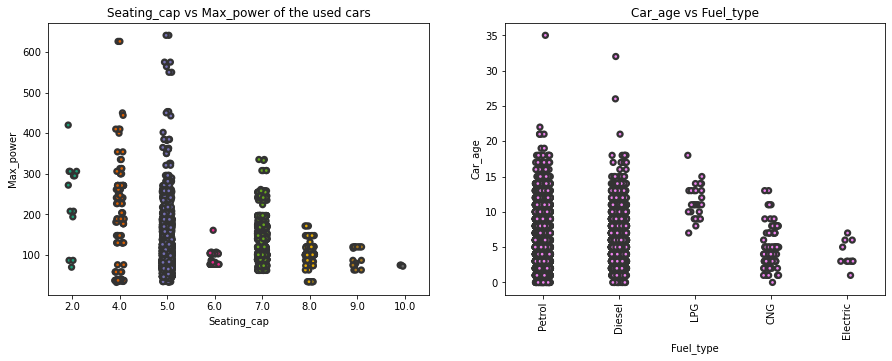 Seating_cap vs Max_power of the used cars
600
500
400
300
200
100
Max_power
2.0 4.0 5.0 6.0 7.0 8.0 9.0 10.0
Seating_cap
Car_age vs Fuel_type
35
30
25
20
15
10
5
0
Car_age
Petrol
Diesel
LPG
CNG
Electric
Fuel_type